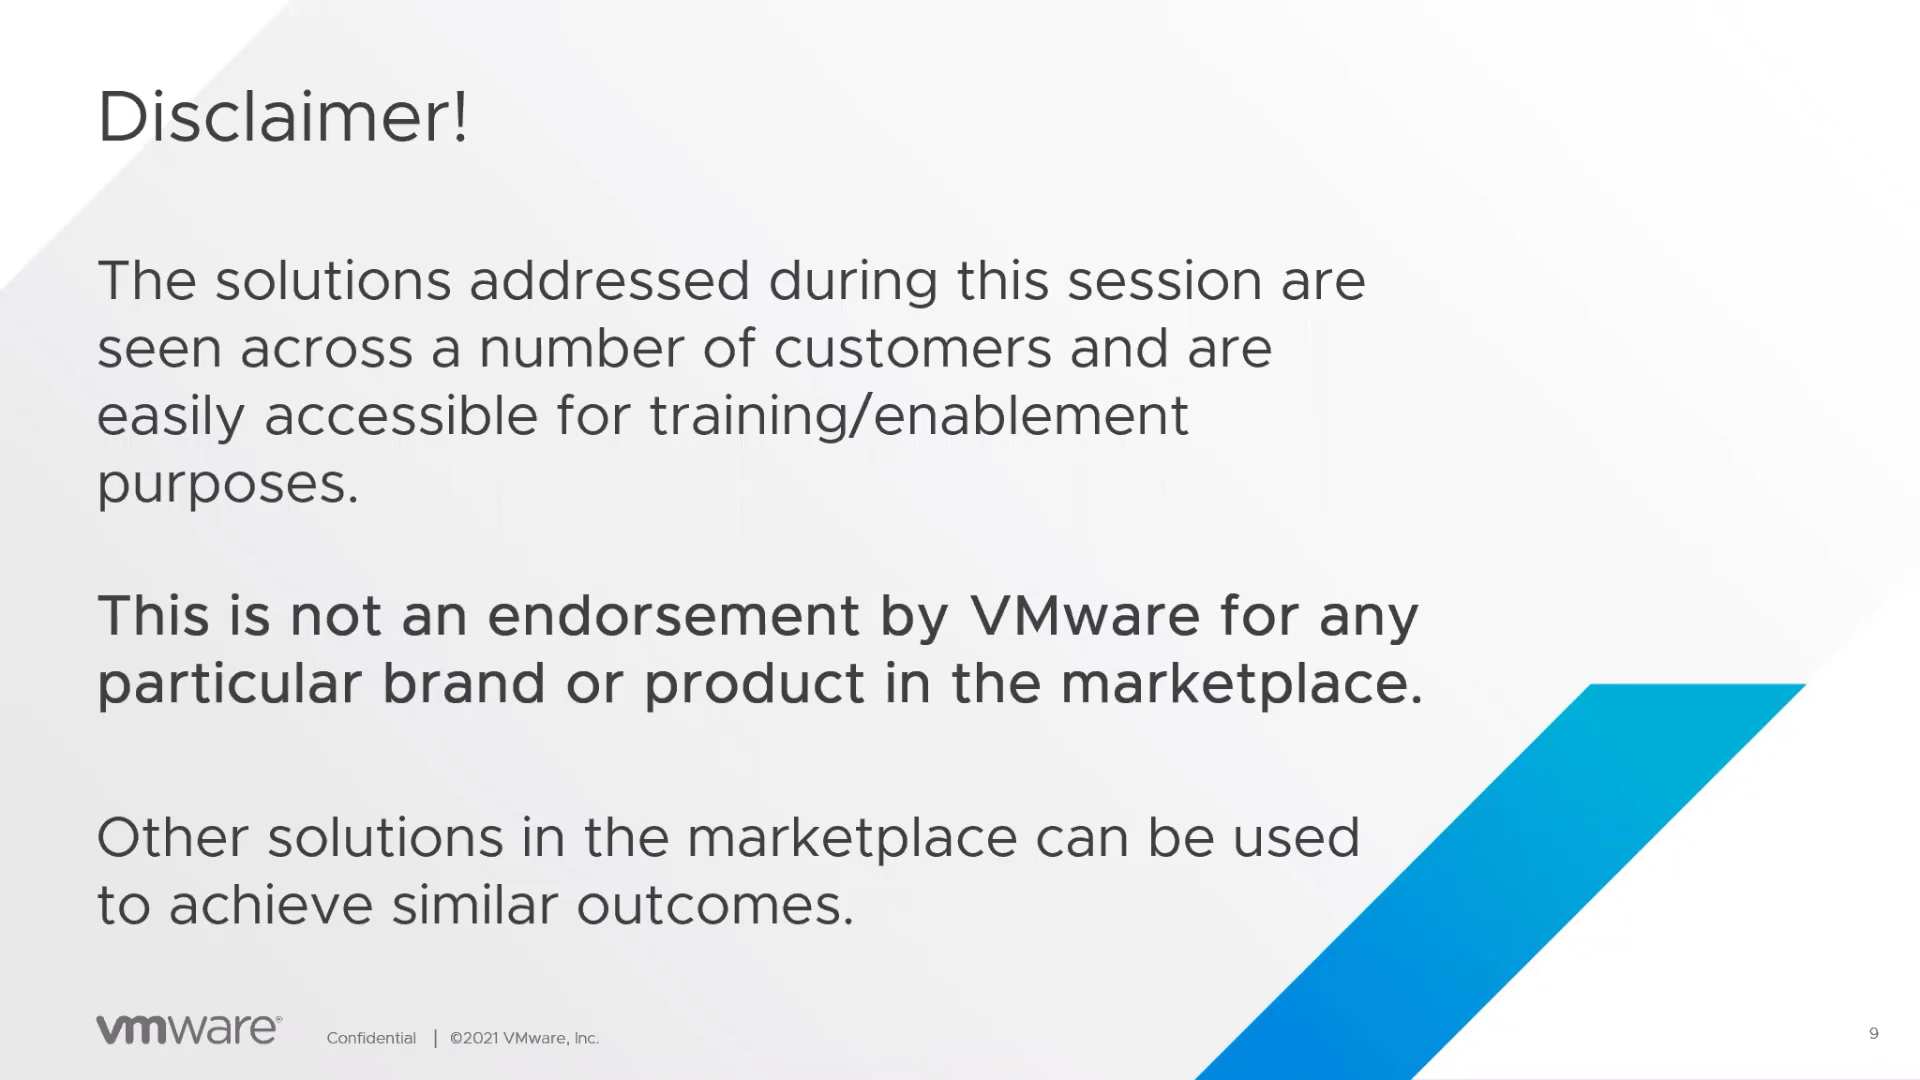 Disclaimer!
The solutions addressed during this session are
seen across a number of customers and are
easily accessible for training/enablement
purposes.
This is not an endorsement by VMware for any
particular brand or product in the marketplace.
Other solutions in the marketplace can be used
to achieve similar outcomes.
vmware®
Confidential | ©2021 VMware, Inc.
9